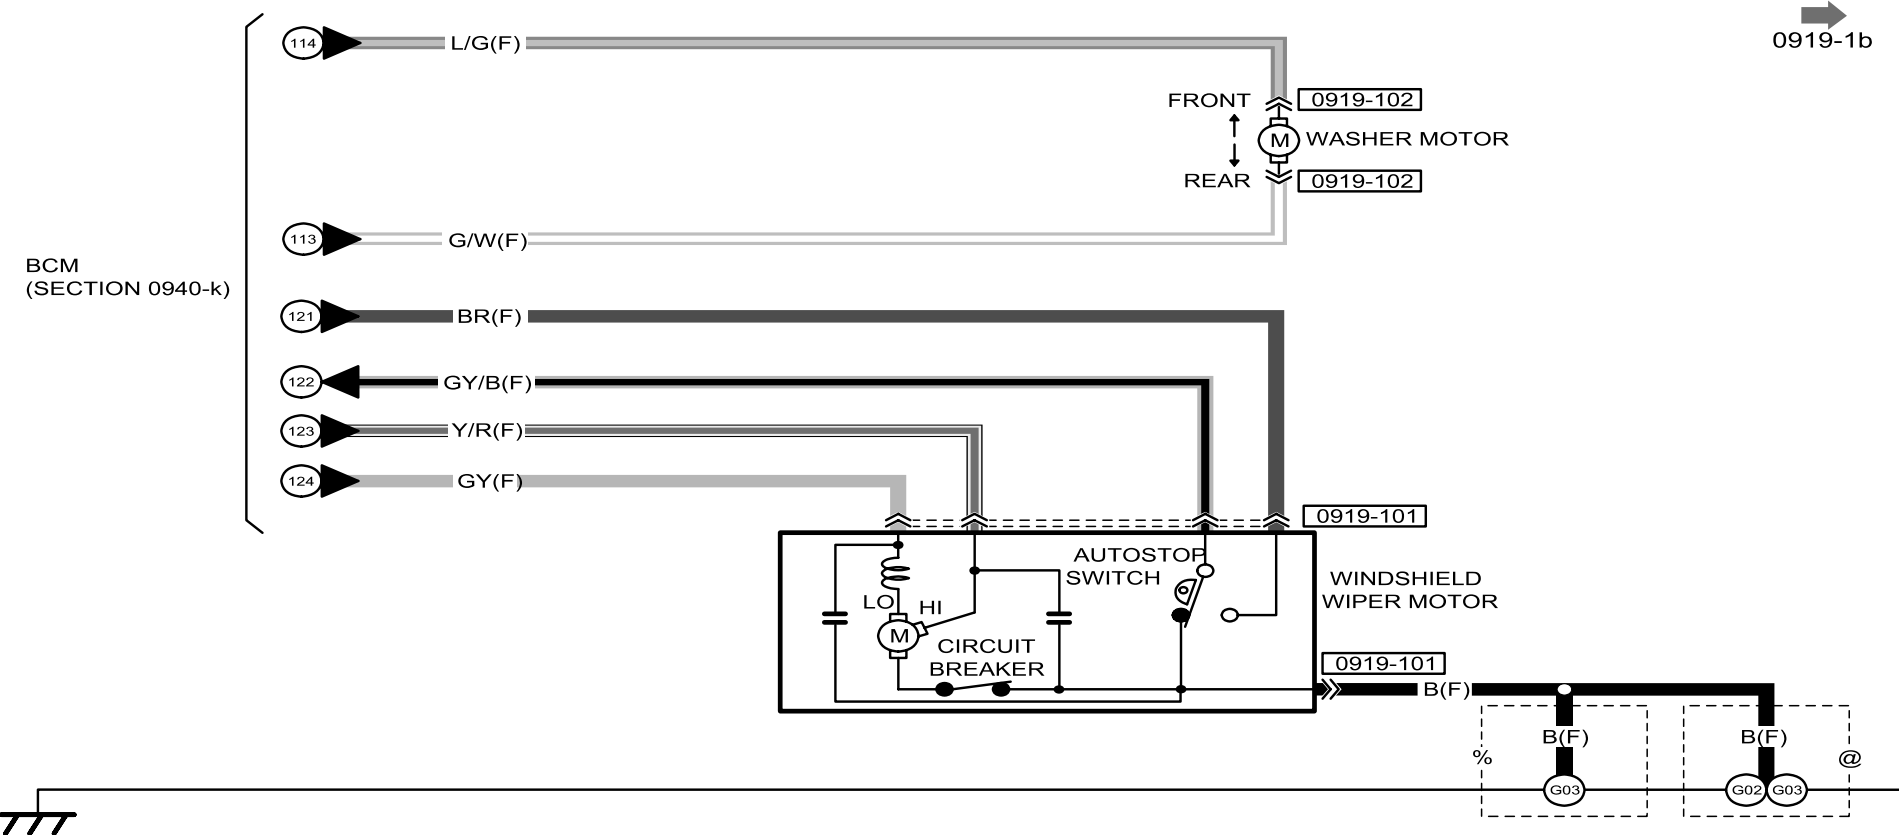 0919-1b
114
L/G(F)
FRONT
0919-102
M
WASHER MOTOR
REAR
0919-102
113
G/W(F)
BCM
(SECTION 0940-k)
121
BR(F)
122
GY/B(F)
123
Y/R(F)
124
GY(F)
0919-101
AUTOSTOP
SWITCH
WINDSHIELD
WIPER MOTOR
LO
HI
M
CIRCUIT
BREAKER
0919-101
B(F)
B(F)
B(F)
%
@
G03
G02
G03